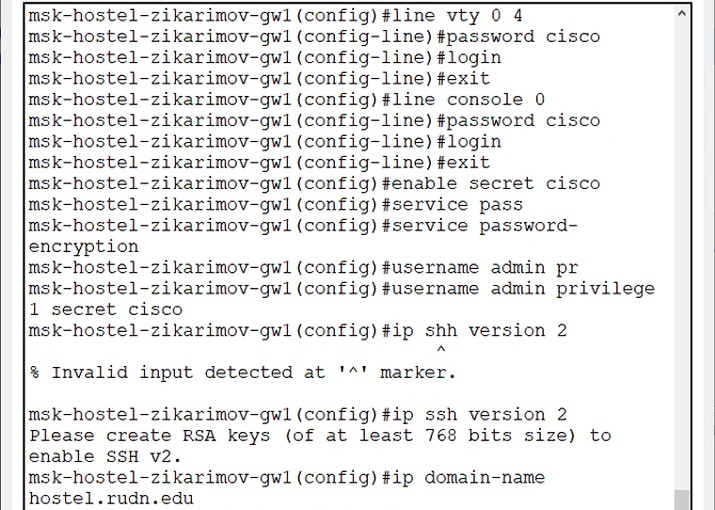 msk-hostel-zikarimov-gw1(config)#line vty 0 4
msk-hostel-zikarimov-gw1(config-line)#password cisco
msk-hostel-zikarimov-gw1(config-line)#login
msk-hostel-zikarimov-gw1(config-line)#exit
msk-hostel-zikarimov-gw1(config)#line console 0
msk-hostel-zikarimov-gw1(config-line)#password cisco
msk-hostel-zikarimov-gw1(config-line)#login
msk-hostel-zikarimov-gw1(config-line)#exit
msk-hostel-zikarimov-gw1(config)#enable secret cisco
msk-hostel-zikarimov-gw1(config)#service pass
msk-hostel-zikarimov-gw1(config)#service password-
encryption
msk-hostel-zikarimov-gw1(config)#username admin pr
msk-hostel-zikarimov-gw1(config)#username admin privilege
1 secret cisco
msk-hostel-zikarimov-gw1(config)#ip shh version 2
^
% Invalid input detected at '^' marker.
msk-hostel-zikarimov-gw1(config)#ip ssh version 2
Please create RSA keys (of at least 768 bits size) to
enable SSH v2.
msk-hostel-zikarimov-gw1(config)#ip domain-name
hostel.rudn.edu